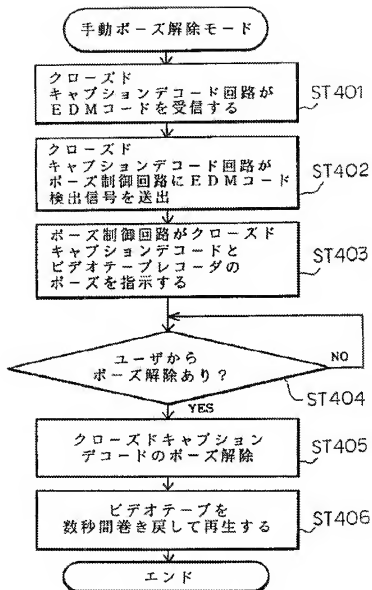 手動ポーズ解除モード
クローズド
キャプションデコード回路が
EDMコードを受信する
ST401
クローズド
キャプションデコード回路が
ポーズ制御回路にEDMコード
検出信号を送出
ST402
ポーズ制御回路がクローズド
キャプションデコードと
ビデオテープレコーダの
ポーズを指示する
ST403
ユーザから
ポーズ解除あり?
NO
ST404
YES
クローズドキャプション
デコードのポーズ解除
ST405
ビデオテープを
数秒間巻き戻して再生する
ST406
エンド